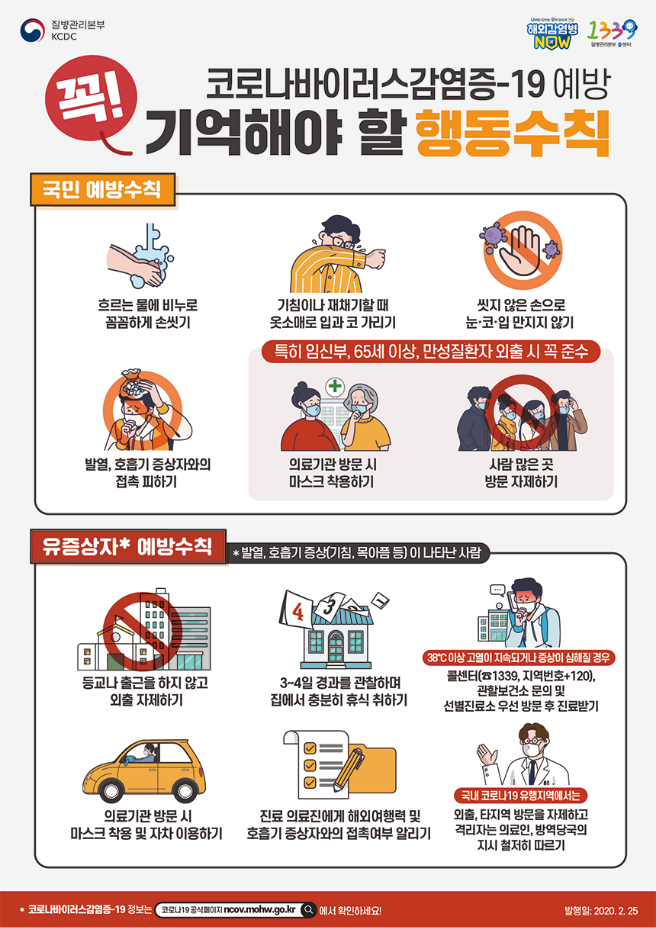 질병관리본부
KCDC
해외감염병
NOW
1339
질병관리본부 콜센터
꼭!
코로나바이러스감염증-19 예방
기억해야 할 행동수칙
국민 예방수칙
흐르는 물에 비누로
꼼꼼하게 손씻기
기침이나 재채기할 때
옷소매로 입과 코 가리기
씻지 않은 손으로
눈·코·입 만지지 않기
특히 임신부, 65세 이상, 만성질환자 외출 시 꼭 준수
발열, 호흡기 증상자와의
접촉 피하기
의료기관 방문 시
마스크 착용하기
사람 많은 곳
방문 자제하기
유증상자* 예방수칙
* 발열, 호흡기 증상(기침, 목아픔 등) 이 나타난 사람
등교나 출근을 하지 않고
외출 자제하기
4 3
3~4일 경과를 관찰하며
집에서 충분히 휴식 취하기
38℃ 이상 고열이 지속되거나 증상이 심해질 경우
콜센터(☎1339, 지역번호+120),
관할보건소 문의 및
선별진료소 우선 방문 후 진료받기
의료기관 방문 시
마스크 착용 및 자차 이용하기
진료 의료진에게 해외여행력 및
호흡기 증상자와의 접촉여부 알리기
국내 코로나19 유행지역에서는
외출, 타지역 방문을 자제하고
격리자는 의료인, 방역당국의
지시 철저히 따르기
* 코로나바이러스감염증-19 정보는 코로나19 공식페이지 ncov.mohw.go.kr 에서 확인하세요!
발행일: 2020. 2. 25